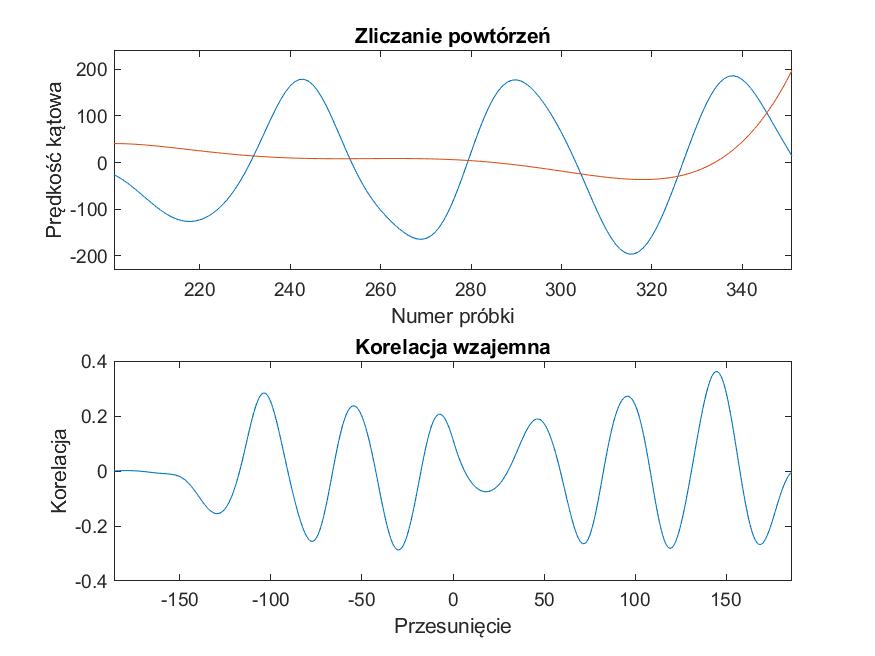 Zliczanie powtórzeń
200
100
0
-100
-200
Prędkość kątowa
220 240 260 280 300 320 340
Numer próbki
Korelacja wzajemna
0.4
0.2
0
-0.2
-0.4
Korelacja
-150 -100 -50 0 50 100 150
Przesunięcie